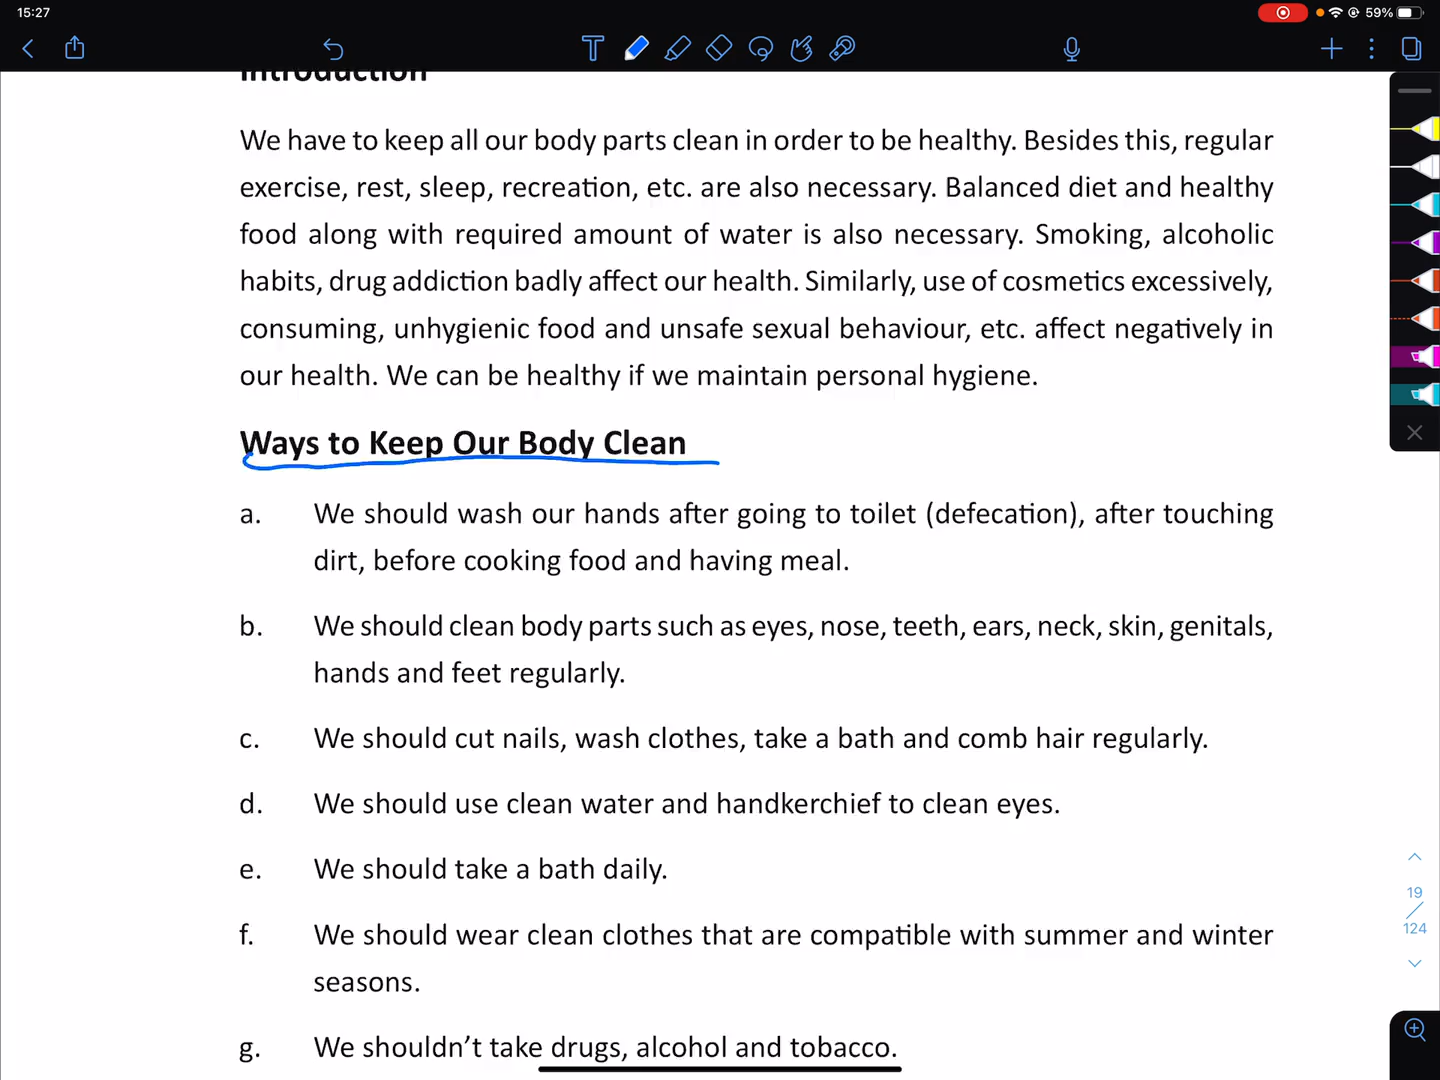 15:27
59%
Introduction
We have to keep all our body parts clean in order to be healthy. Besides this, regular
exercise, rest, sleep, recreation, etc. are also necessary. Balanced diet and healthy
food along with required amount of water is also necessary. Smoking, alcoholic
habits, drug addiction badly affect our health. Similarly, use of cosmetics excessively,
consuming, unhygienic food and unsafe sexual behaviour, etc. affect negatively in
our health. We can be healthy if we maintain personal hygiene.
Ways to Keep Our Body Clean
a. We should wash our hands after going to toilet (defecation), after touching
dirt, before cooking food and having meal.
b. We should clean body parts such as eyes, nose, teeth, ears, neck, skin, genitals,
hands and feet regularly.
c. We should cut nails, wash clothes, take a bath and comb hair regularly.
d. We should use clean water and handkerchief to clean eyes.
e. We should take a bath daily.
f. We should wear clean clothes that are compatible with summer and winter
seasons.
g. We shouldn't take drugs, alcohol and tobacco.
19
124